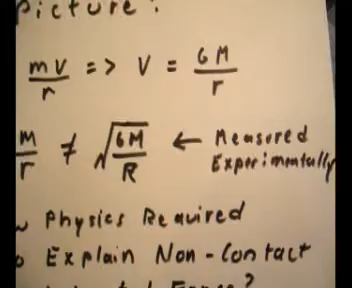 Picture:
mv/r => V = GM/r
m/r ≠ √GM/R ← Measured
Experimentally
Physics Required
Explain Non-Contact